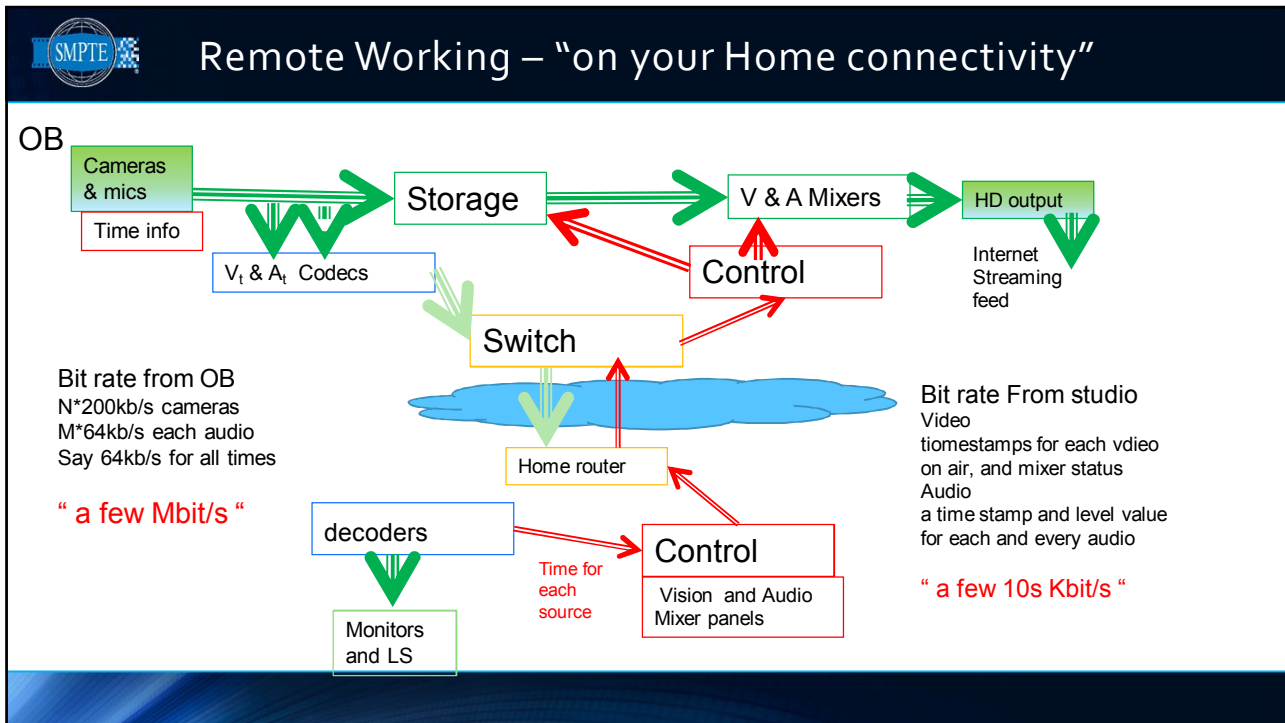 SMPTE
Remote Working – “on your Home connectivity”
OB
Cameras
& mics
Time info
Storage
V & A Mixers
HD output
Vt & At Codecs
Control
Internet
Streaming
feed
Switch
Bit rate from OB
N*200kb/s cameras
M*64kb/s each audio
Say 64kb/s for all times
“ a few Mbit/s “
Bit rate From studio
Video
tiomestamps for each vdieo
on air, and mixer status
Audio
a time stamp and level value
for each and every audio
“ a few 10s Kbit/s “
Home router
decoders
Time for
each
source
Control
Vision and Audio
Mixer panels
Monitors
and LS